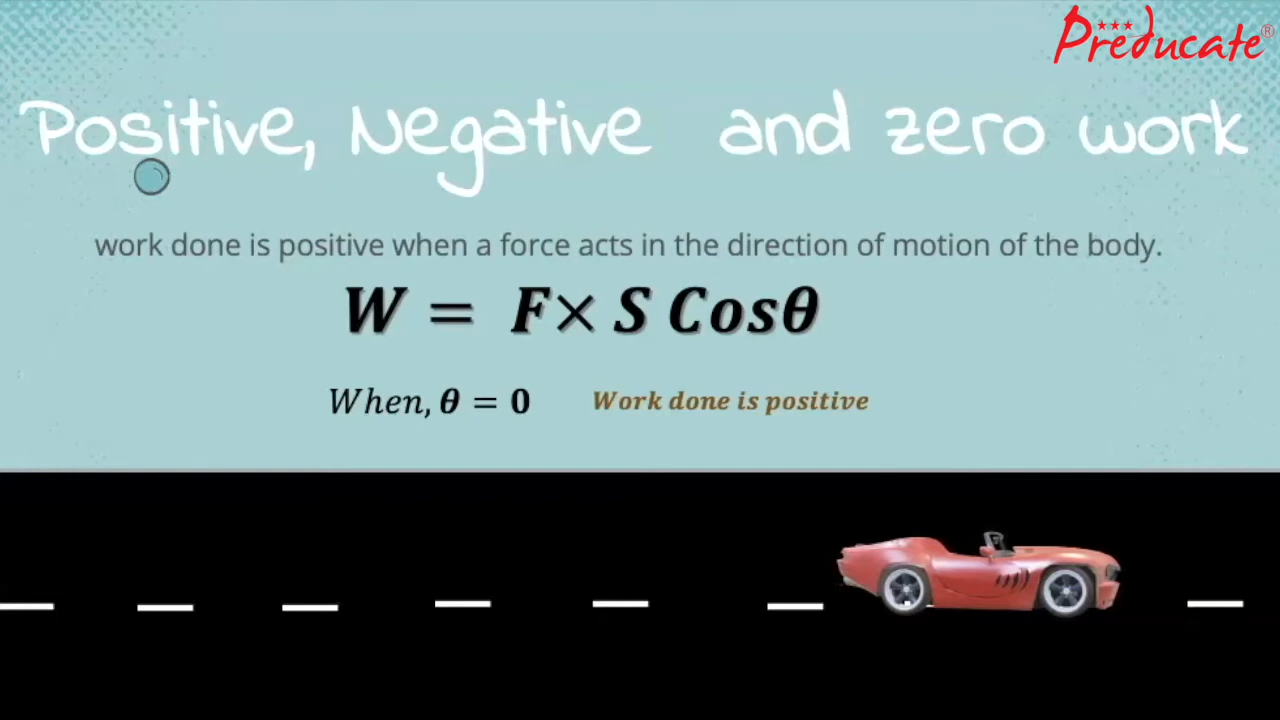 Preducate®
Positive, Negative and zero work
work done is positive when a force acts in the direction of motion of the body.
W = F× S Cosθ
When, θ = 0 Work done is positive